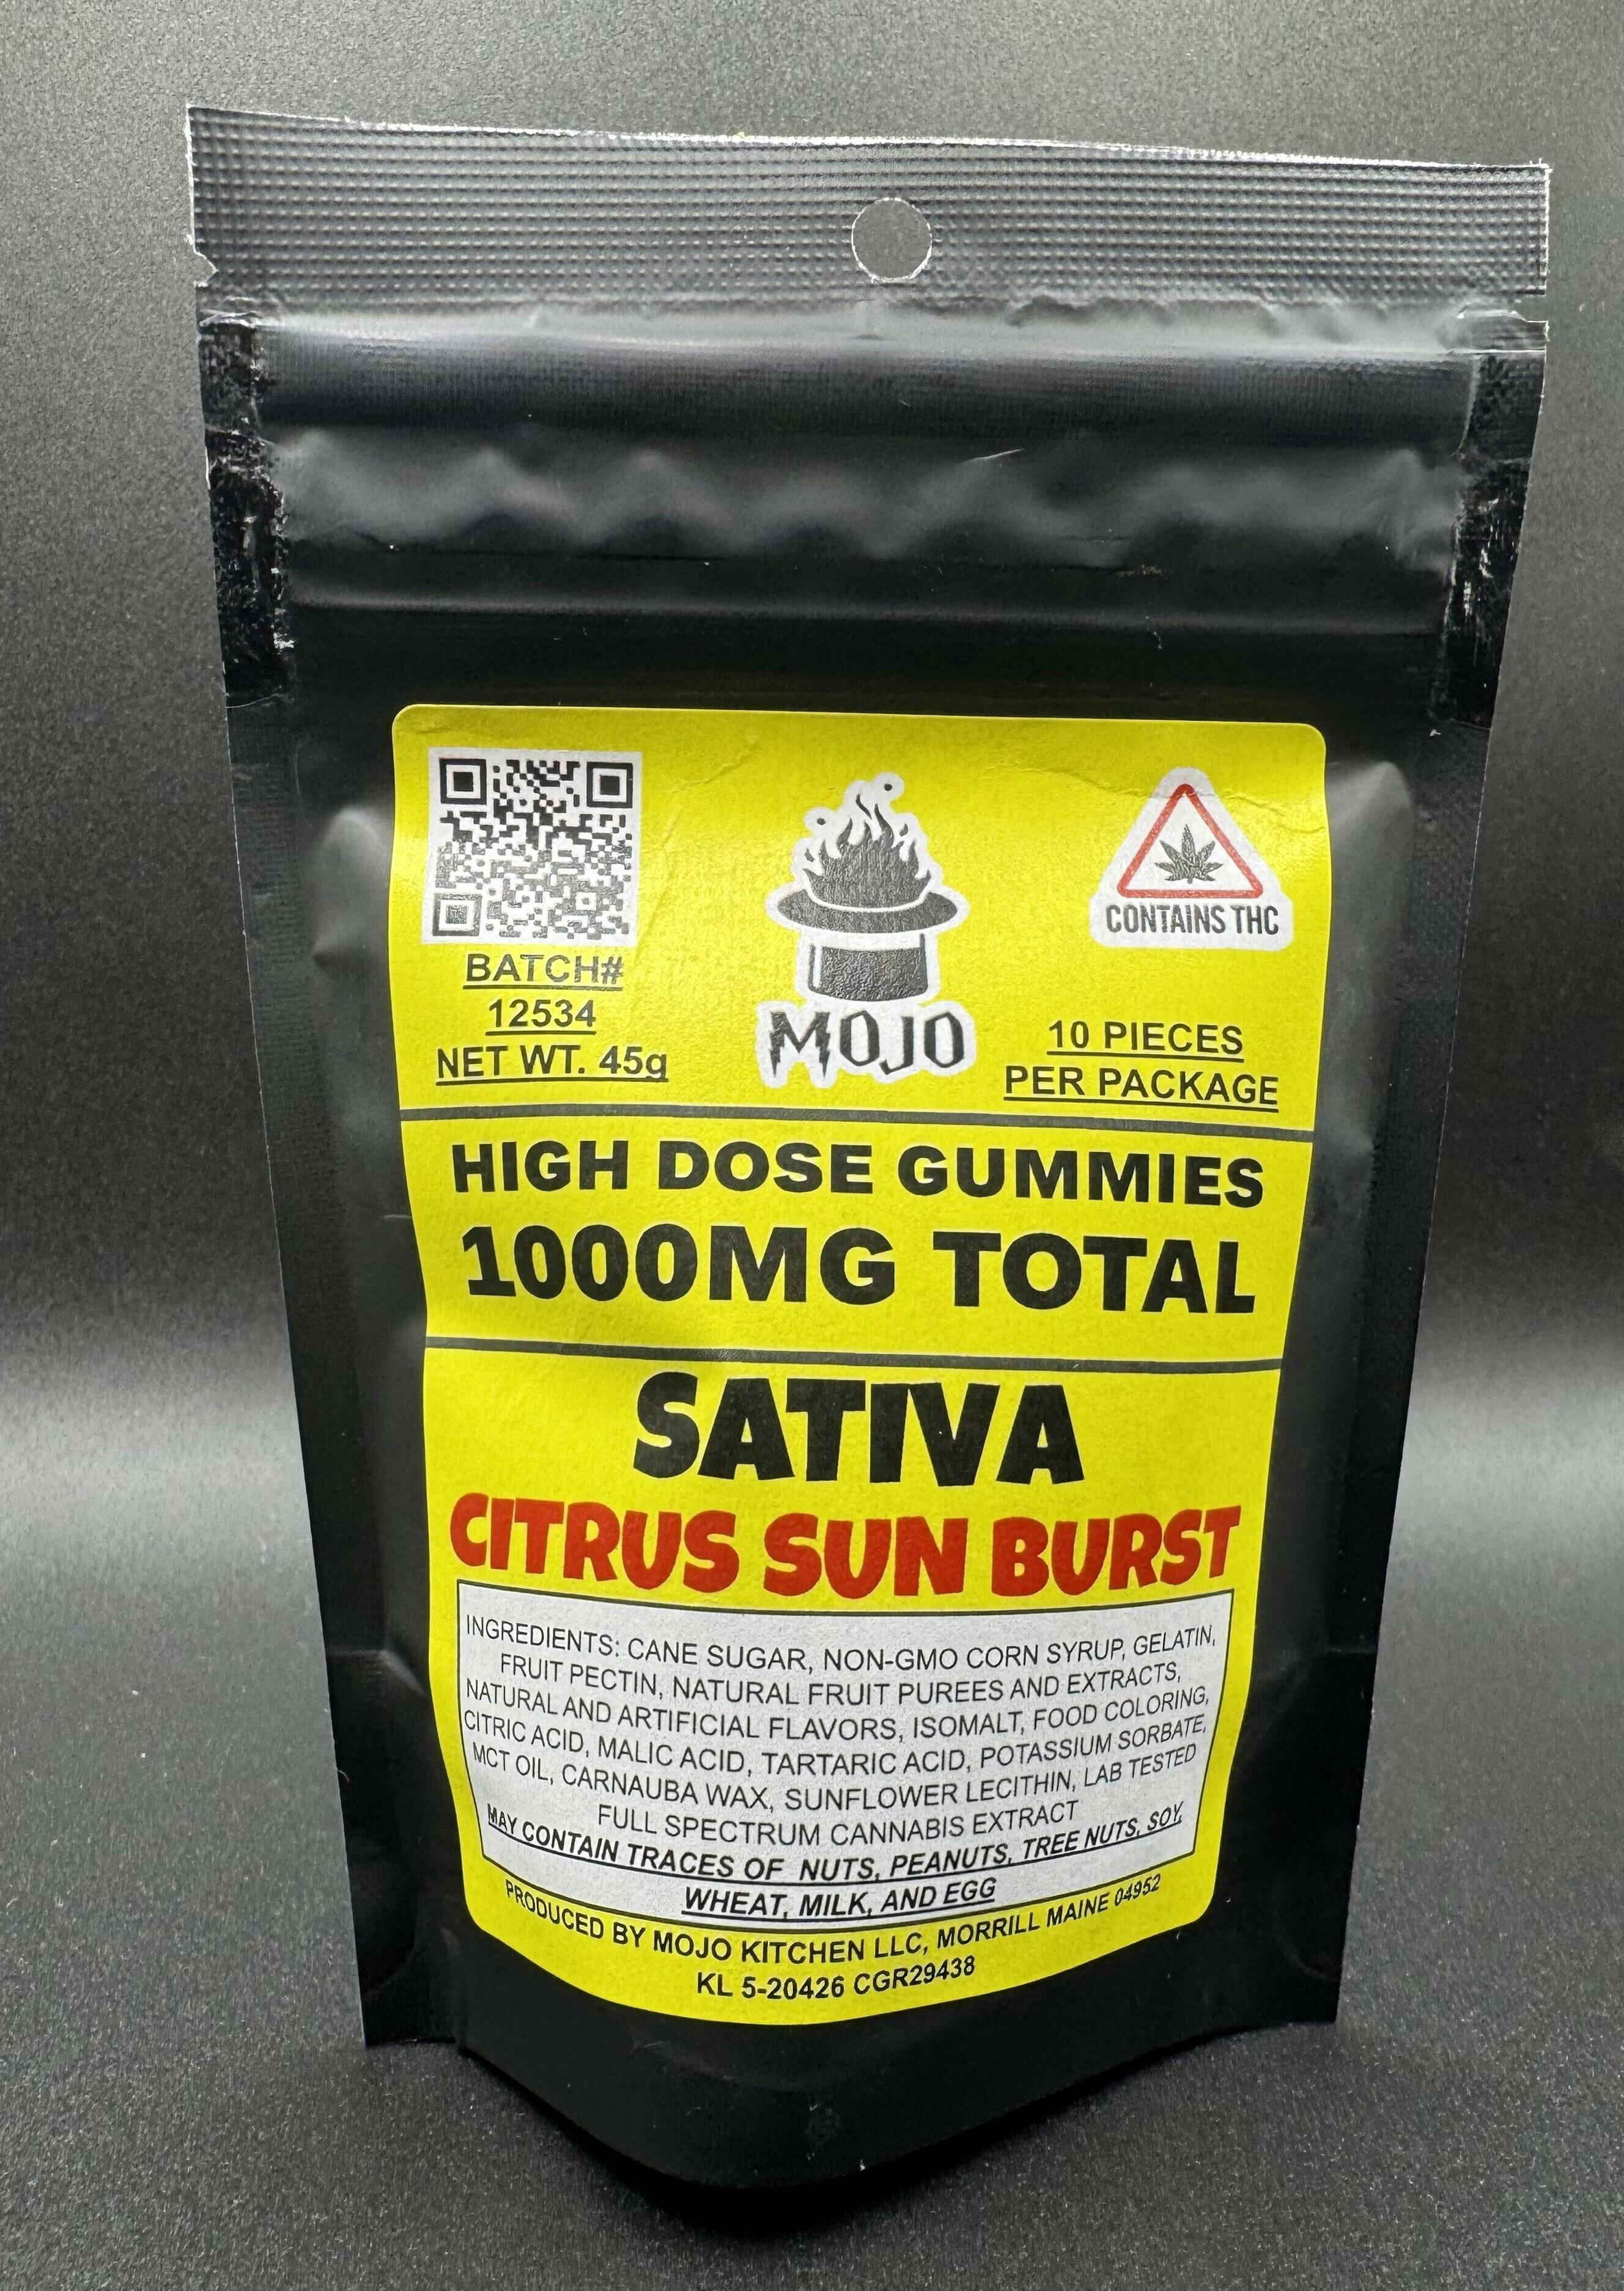 BATCH#
12534
NET WT. 45g
MOJO
CONTAINS THC
10 PIECES
PER PACKAGE
HIGH DOSE GUMMIES
1000MG TOTAL
SATIVA
CITRUS SUN BURST
INGREDIENTS: CANE SUGAR, NON-GMO CORN SYRUP, GELATIN,
FRUIT PECTIN, NATURAL FRUIT PUREES AND EXTRACTS,
NATURAL AND ARTIFICIAL FLAVORS, ISOMALT, FOOD COLORING,
CITRIC ACID, MALIC ACID, TARTARIC ACID, POTASSIUM SORBATE,
MCT OIL, CARNAUBA WAX, SUNFLOWER LECITHIN, LAB TESTED
FULL SPECTRUM CANNABIS EXTRACT
MAY CONTAIN TRACES OF NUTS, PEANUTS, TREE NUTS, SOY,
WHEAT, MILK, AND EGG
PRODUCED BY MOJO KITCHEN LLC, MORRILL MAINE 04952
KL 5-20426 CGR29438